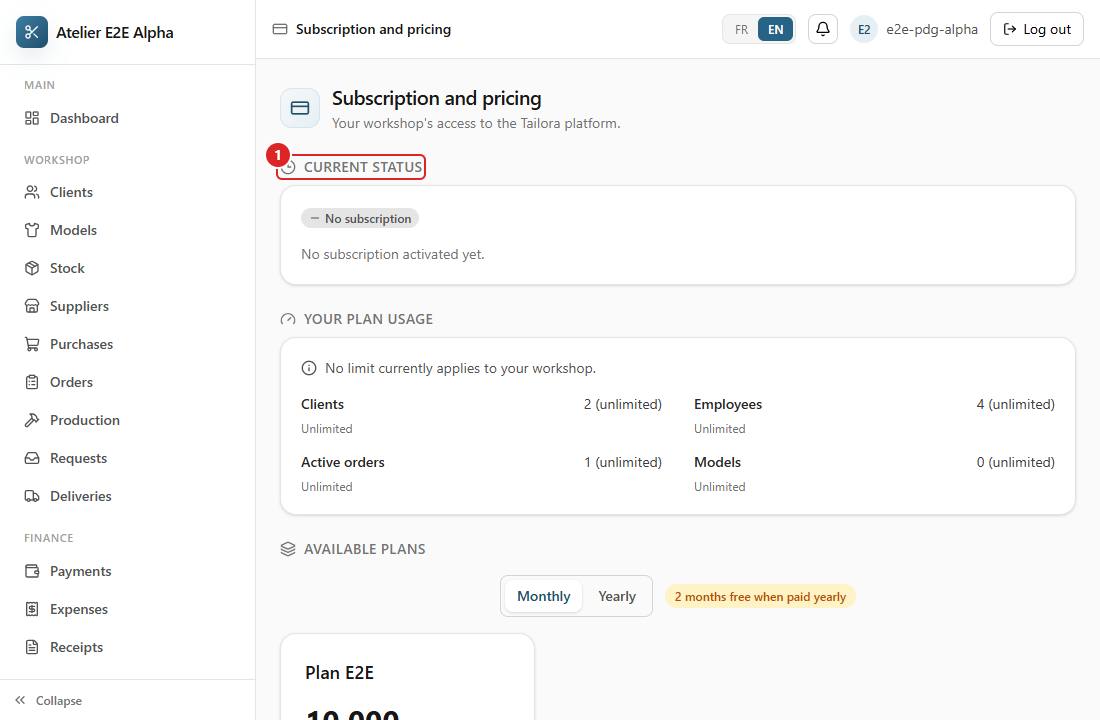 Atelier E2E Alpha
MAIN
Dashboard
WORKSHOP
Clients
Models
Stock
Suppliers
Purchases
Orders
Production
Requests
Deliveries
FINANCE
Payments
Expenses
Receipts
Collapse
Subscription and pricing
FR
EN
E2
e2e-pdg-alpha
Log out
Subscription and pricing
Your workshop's access to the Tailora platform.
1
CURRENT STATUS
No subscription
No subscription activated yet.
YOUR PLAN USAGE
No limit currently applies to your workshop.
Clients 2 (unlimited)
Unlimited
Employees 4 (unlimited)
Unlimited
Active orders 1 (unlimited)
Unlimited
Models 0 (unlimited)
Unlimited
AVAILABLE PLANS
Monthly
Yearly
2 months free when paid yearly
Plan E2E
10 000